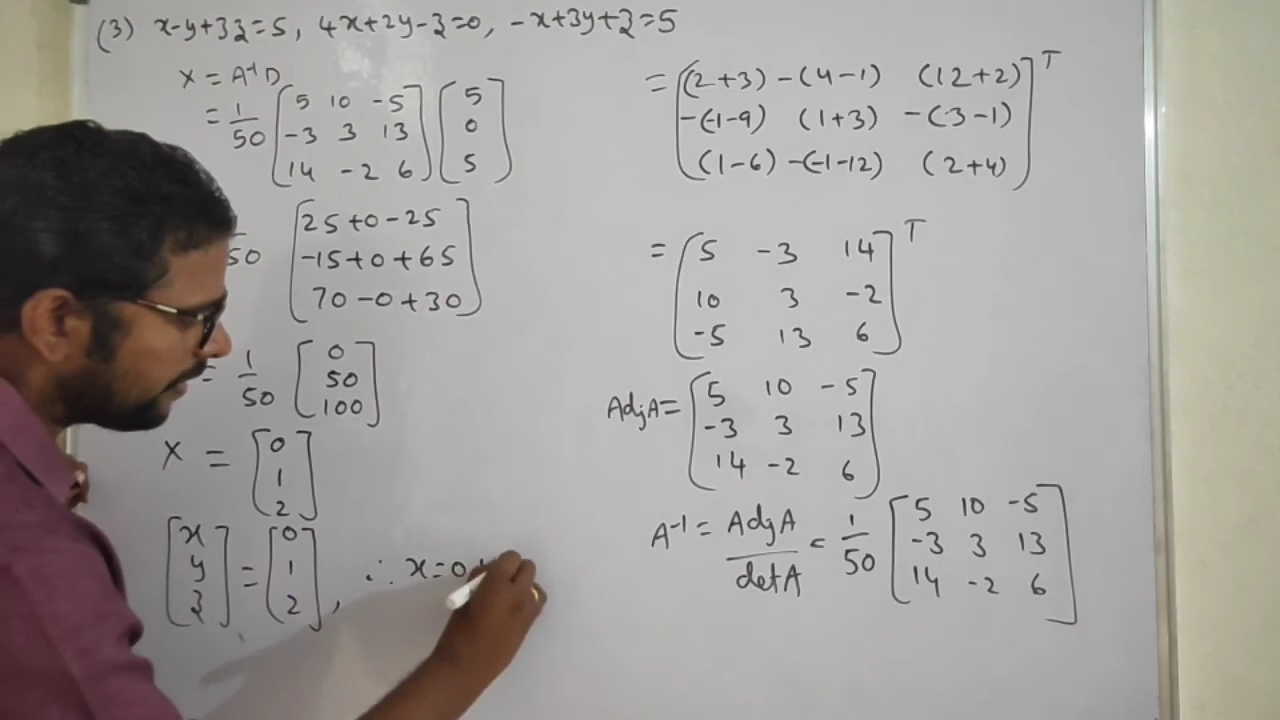 (3) x-y+3z=5, 4x+2y-z=0, -x+3y+z=5
X = A⁻¹D
= 1/50 [5 10 -5; -3 3 13; 14 -2 6] [5; 0; 5]
50 [25+0-25; -15+0+65; 70-0+30]
= 1/50 [0; 50; 100]
X = [0; 1; 2]
[x; y; z] = [0; 1; 2], ∴ x=0,
= [(2+3) -(4-1) (12+2); -(-1-9) (1+3) -(3-1); (1-6) -(-1-12) (2+4)]ᵀ
= [5 -3 14; 10 3 -2; -5 13 6]ᵀ
AdjA = [5 10 -5; -3 3 13; 14 -2 6]
A⁻¹ = AdjA/detA = 1/50 [5 10 -5; -3 3 13; 14 -2 6]